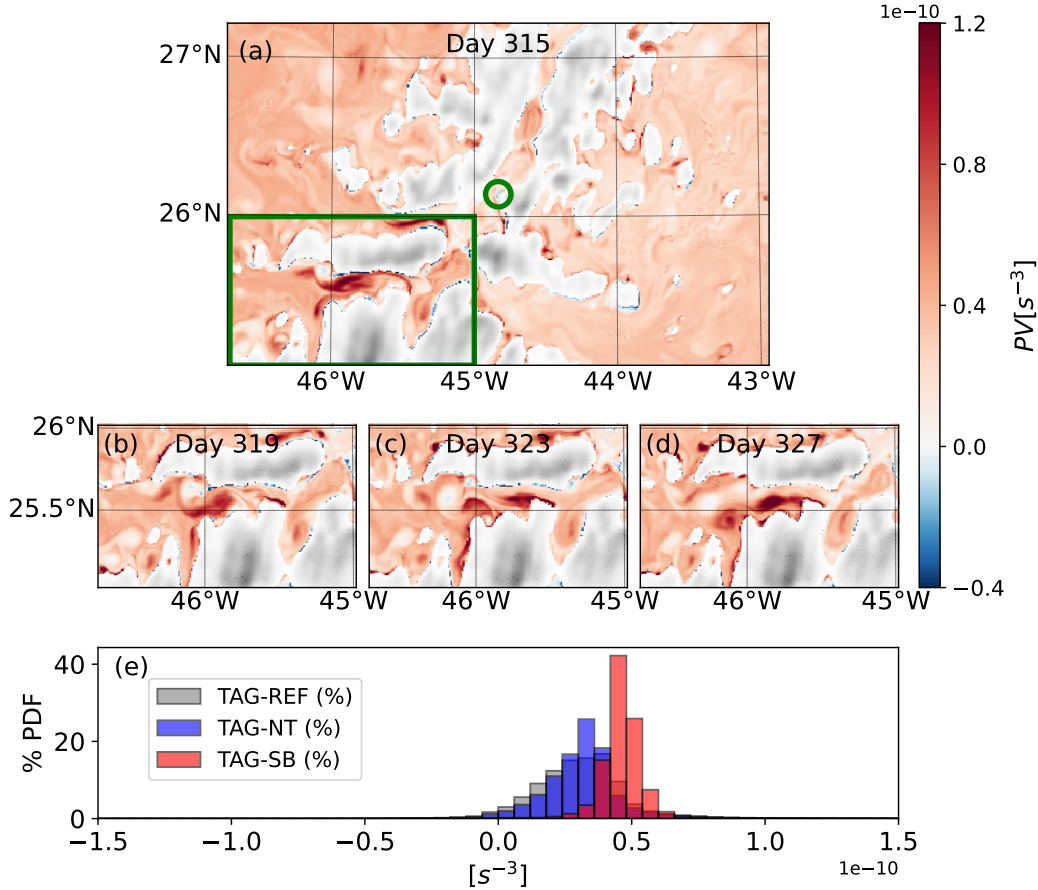 1e−10
(a)
Day 315
27°N
26°N
46°W
45°W
44°W
43°W
1.2
0.8
0.4
0.0
−0.4
PV[s⁻³]
(b)
Day 319
(c)
Day 323
(d)
Day 327
26°N
25.5°N
46°W
45°W
46°W
45°W
46°W
45°W
(e)
TAG-REF (%)
TAG-NT (%)
TAG-SB (%)
% PDF
40
20
0
−1.5
−1.0
−0.5
0.0
0.5
1.0
1.5
[s⁻³]
1e−10